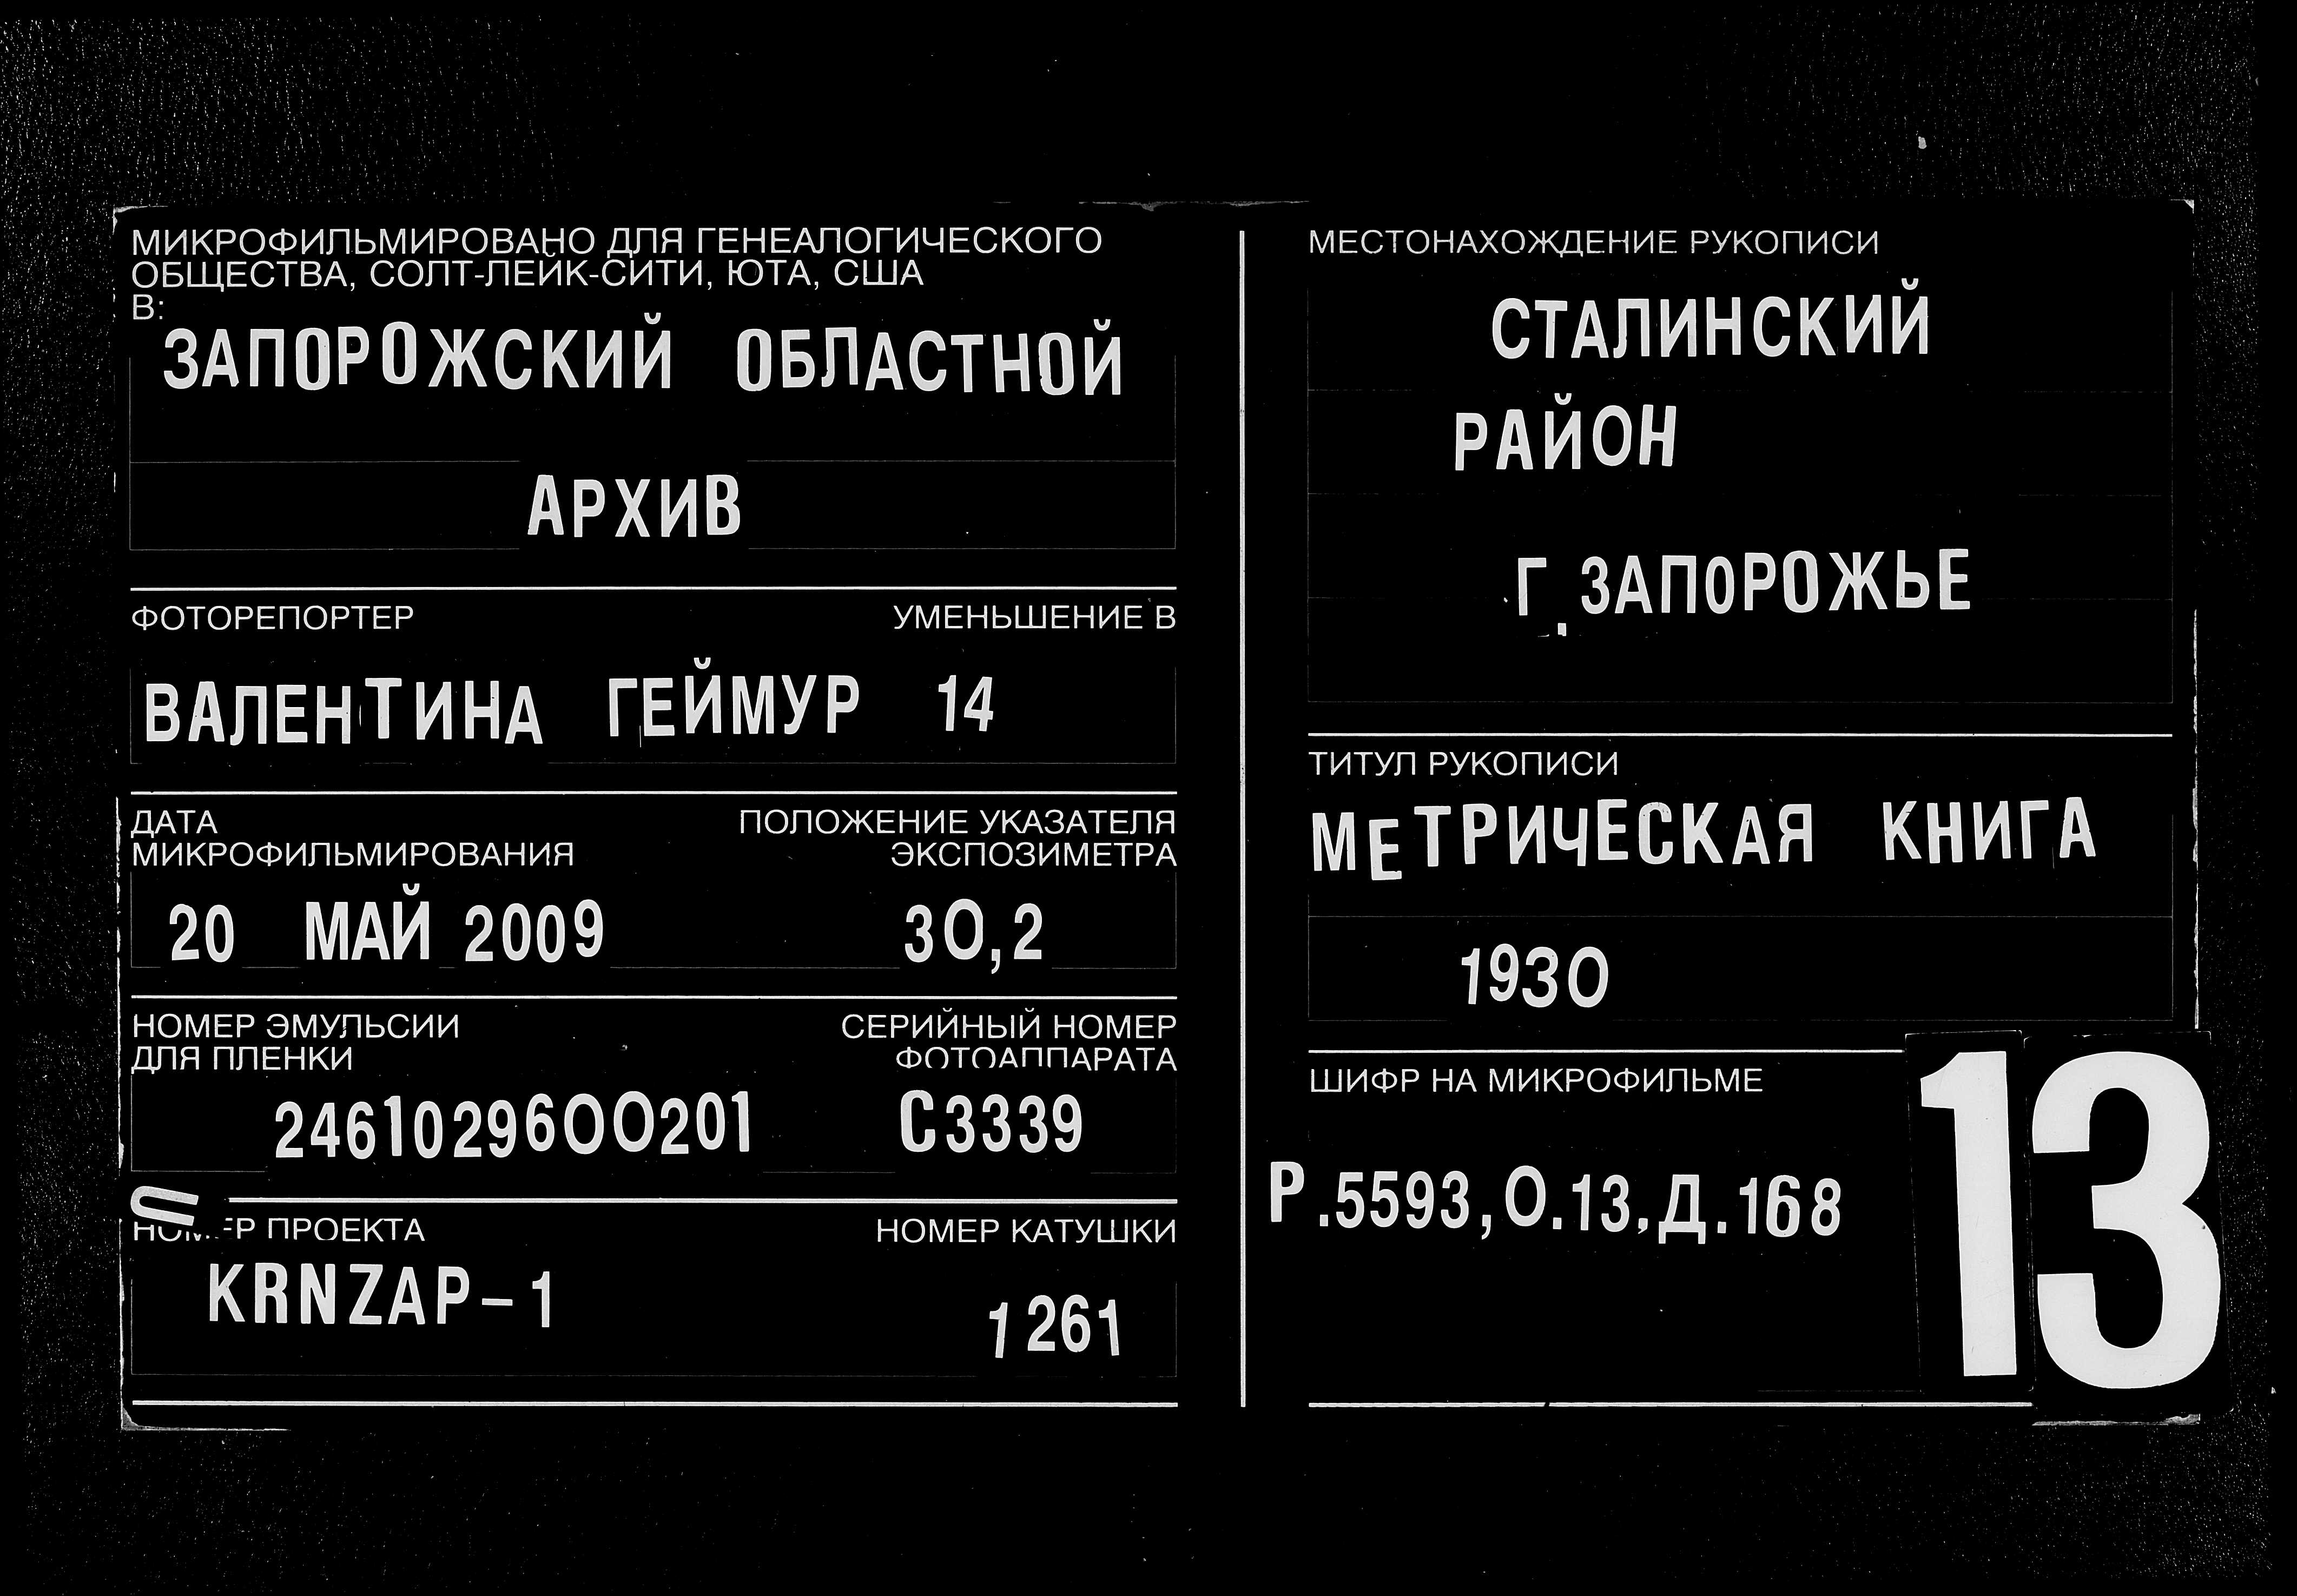 МИКРОФИЛЬМИРОВАНО ДЛЯ ГЕНЕАЛОГИЧЕСКОГО
ОБЩЕСТВА, СОЛТ-ЛЕЙК-СИТИ, ЮТА, США
В:
ЗАПОРОЖСКИЙ ОБЛАСТНОЙ
АРХИВ
ФОТОРЕПОРТЕР УМЕНЬШЕНИЕ В
ВАЛЕНТИНА ГЕЙМУР 14
ДАТА ПОЛОЖЕНИЕ УКАЗАТЕЛЯ
МИКРОФИЛЬМИРОВАНИЯ ЭКСПОЗИМЕТРА
20 МАЙ 2009 30,2
НОМЕР ЭМУЛЬСИИ СЕРИЙНЫЙ НОМЕР
ДЛЯ ПЛЕНКИ ФОТОАППАРАТА
2461029600201 С3339
НОМЕР ПРОЕКТА НОМЕР КАТУШКИ
KRNZAP-1 1261
МЕСТОНАХОЖДЕНИЕ РУКОПИСИ
СТАЛИНСКИЙ
РАЙОН
Г. ЗАПОРОЖЬЕ
ТИТУЛ РУКОПИСИ
МЕТРИЧЕСКАЯ КНИГА
1930
ШИФР НА МИКРОФИЛЬМЕ
Р.5593,О.13.Д.168
13